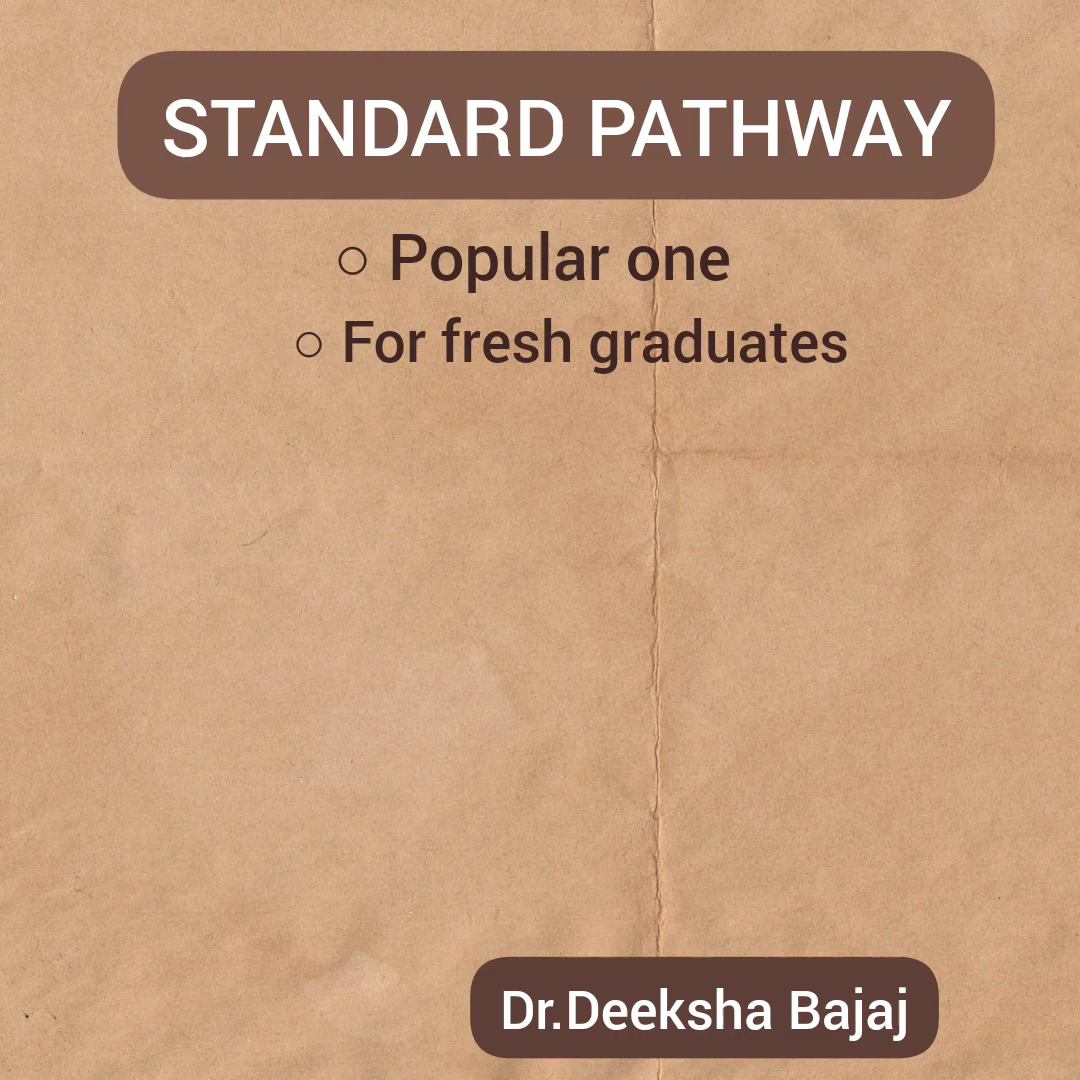 STANDARD PATHWAY
○ Popular one
○ For fresh graduates
Dr.Deeksha Bajaj